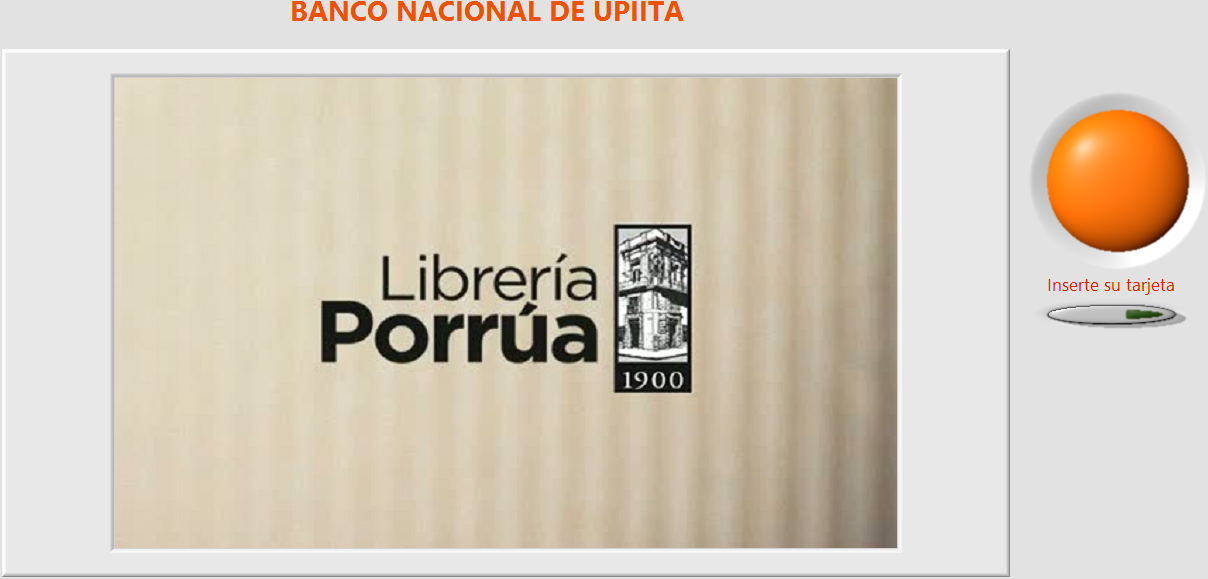 BANCO NACIONAL DE UPIITA
Librería
Porrúa
1900
Inserte su tarjeta